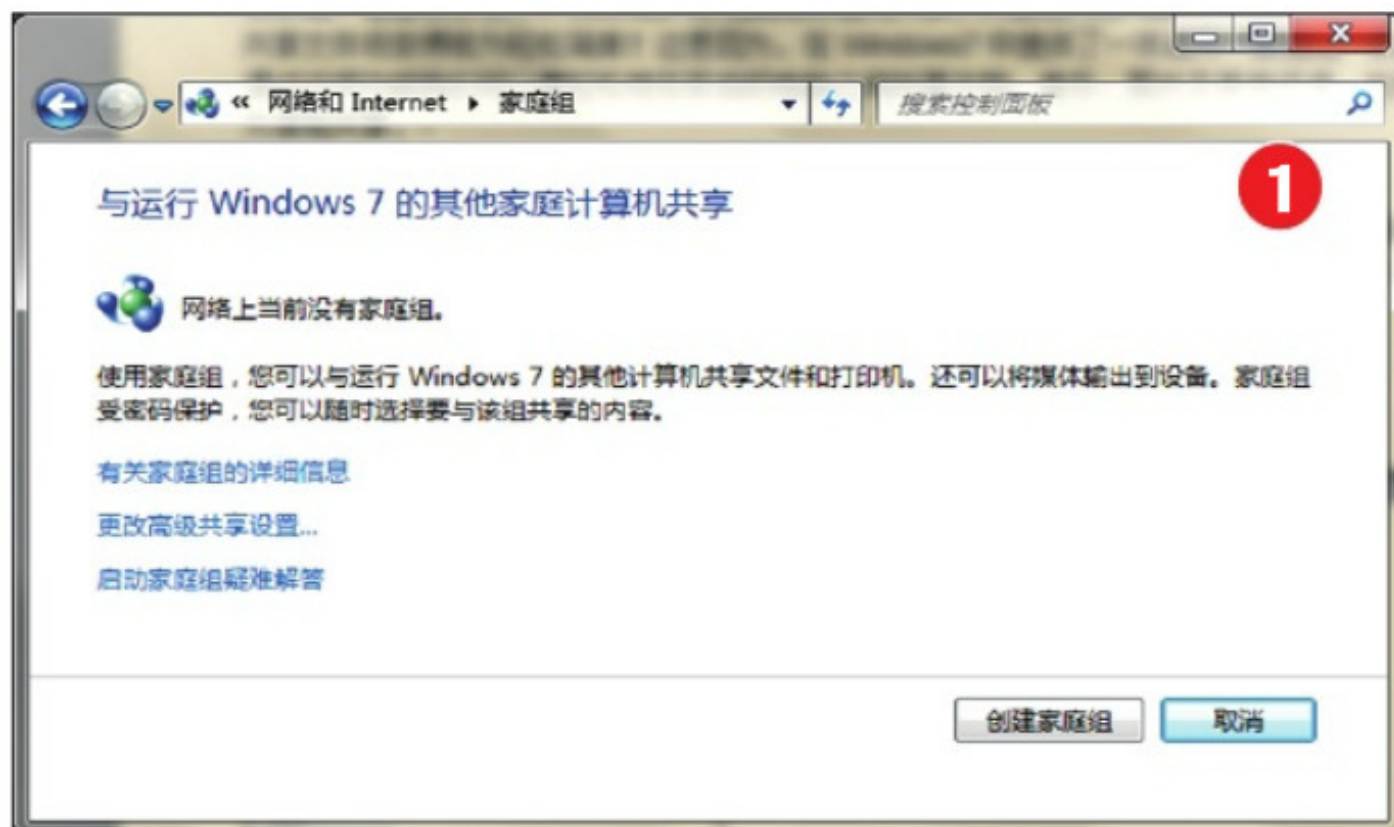 « 网络和 Internet ▸ 家庭组
搜索控制面板
1
与运行 Windows 7 的其他家庭计算机共享
网络上当前没有家庭组。
使用家庭组，您可以与运行 Windows 7 的其他计算机共享文件和打印机。还可以将媒体输出到设备。家庭组
受密码保护，您可以随时选择要与该组共享的内容。
有关家庭组的详细信息
更改高级共享设置...
启动家庭组疑难解答
创建家庭组
取消